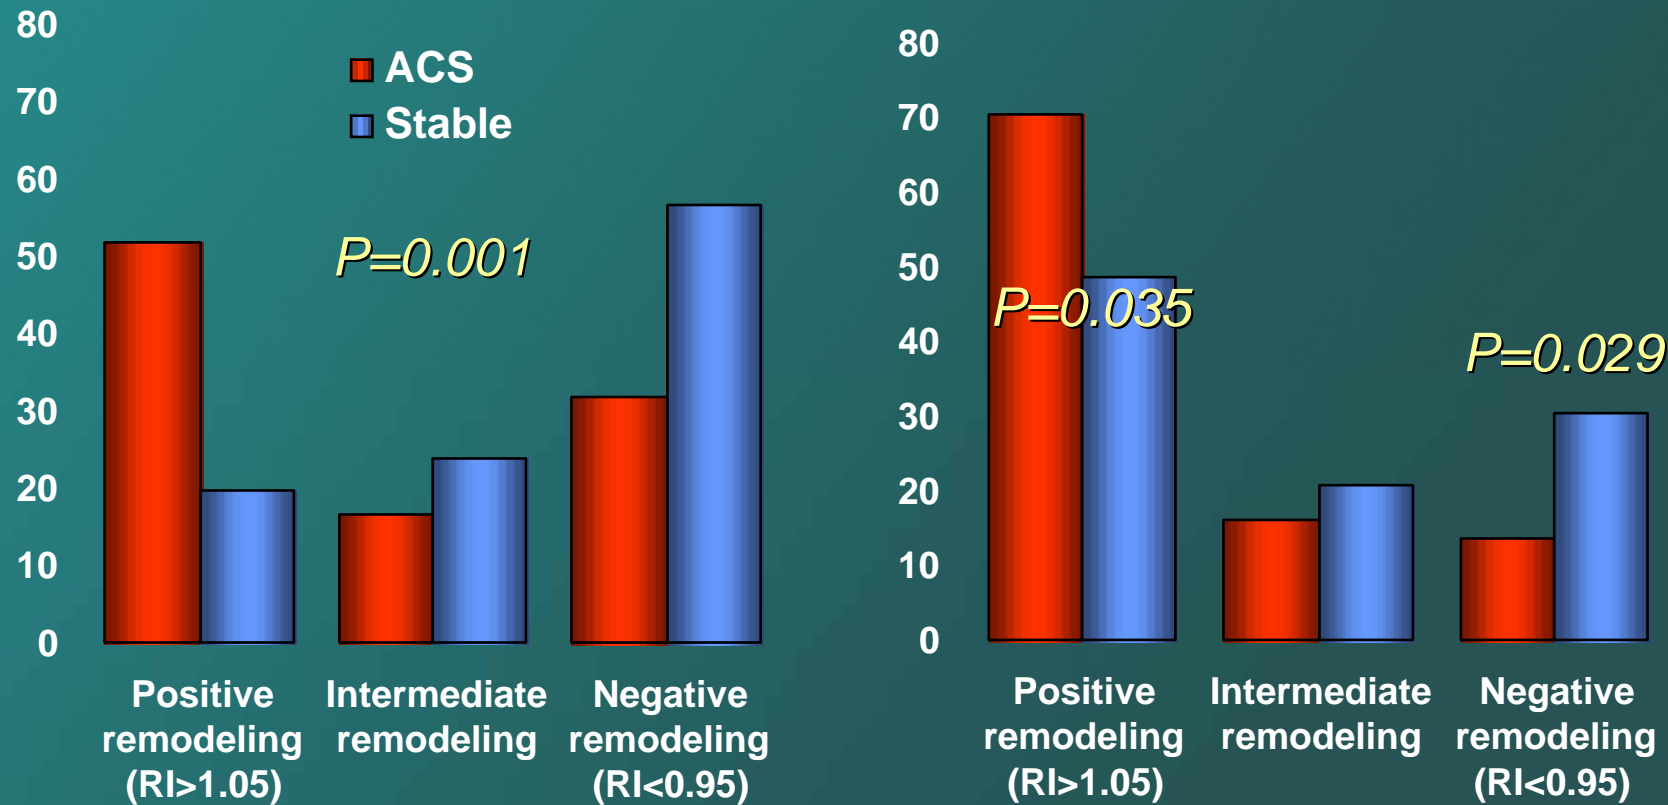 80
70
60
50
40
30
20
10
0
ACS
Stable
P=0.001
Positive
remodeling
(RI>1.05)
Intermediate
remodeling
Negative
remodeling
(RI<0.95)
80
70
60
50
40
30
20
10
0
P=0.035
P=0.029
Positive
remodeling
(RI>1.05)
Intermediate
remodeling
Negative
remodeling
(RI<0.95)